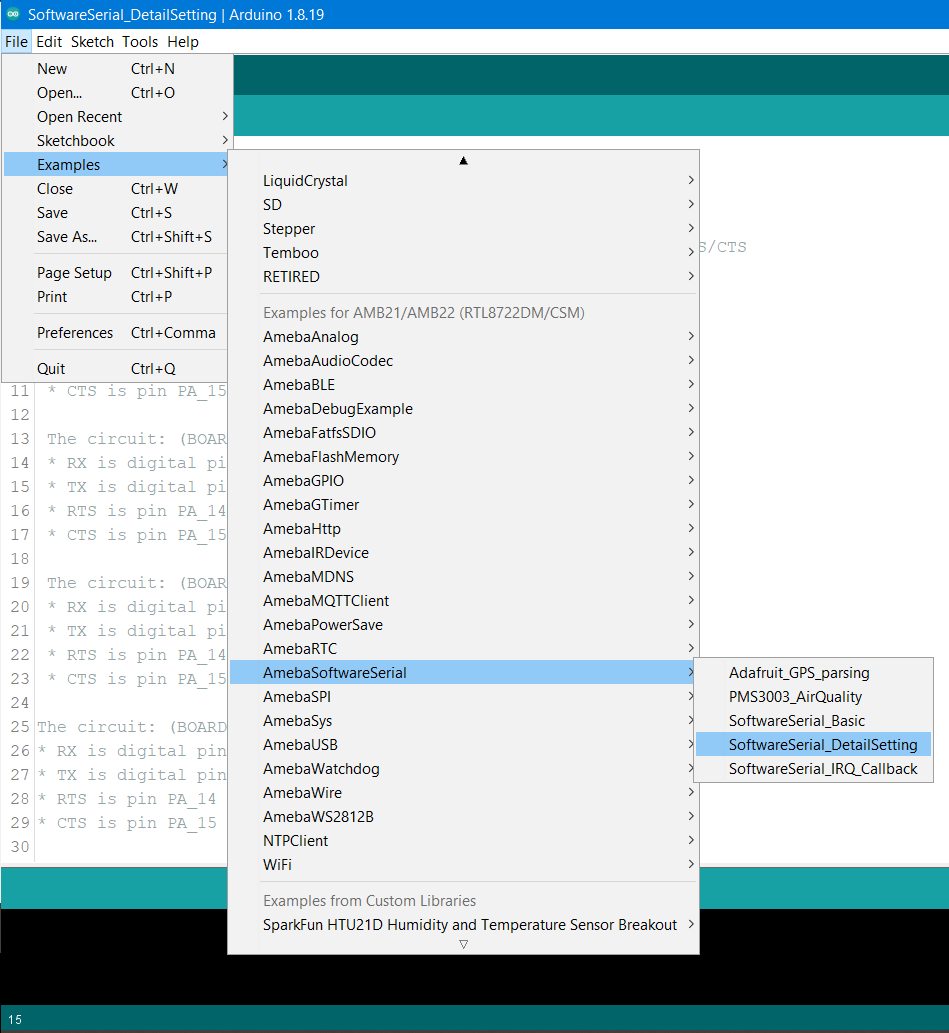 SoftwareSerial_DetailSetting | Arduino 1.8.19
File Edit Sketch Tools Help
New Ctrl+N
Open... Ctrl+O
Open Recent
Sketchbook
Examples
Close Ctrl+W
Save Ctrl+S
Save As... Ctrl+Shift+S
Page Setup Ctrl+Shift+P
Print Ctrl+P
Preferences Ctrl+Comma
Quit Ctrl+Q
LiquidCrystal
SD
Stepper
Temboo
RETIRED
Examples for AMB21/AMB22 (RTL8722DM/CSM)
AmebaAnalog
AmebaAudioCodec
AmebaBLE
AmebaDebugExample
AmebaFatfsSDIO
AmebaFlashMemory
AmebaGPIO
AmebaGTimer
AmebaHttp
AmebaIRDevice
AmebaMDNS
AmebaMQTTClient
AmebaPowerSave
AmebaRTC
AmebaSoftwareSerial
AmebaSPI
AmebaSys
AmebaUSB
AmebaWatchdog
AmebaWire
AmebaWS2812B
NTPClient
WiFi
Examples from Custom Libraries
SparkFun HTU21D Humidity and Temperature Sensor Breakout
Adafruit_GPS_parsing
PMS3003_AirQuality
SoftwareSerial_Basic
SoftwareSerial_DetailSetting
SoftwareSerial_IRQ_Callback
S/CTS
11 * CTS is pin PA_15
12
13 The circuit: (BOAR
14 * RX is digital pi
15 * TX is digital pi
16 * RTS is pin PA_14
17 * CTS is pin PA_15
18
19 The circuit: (BOAR
20 * RX is digital pi
21 * TX is digital pi
22 * RTS is pin PA_14
23 * CTS is pin PA_15
24
25 The circuit: (BOARD
26 * RX is digital pin
27 * TX is digital pin
28 * RTS is pin PA_14
29 * CTS is pin PA_15
30
15